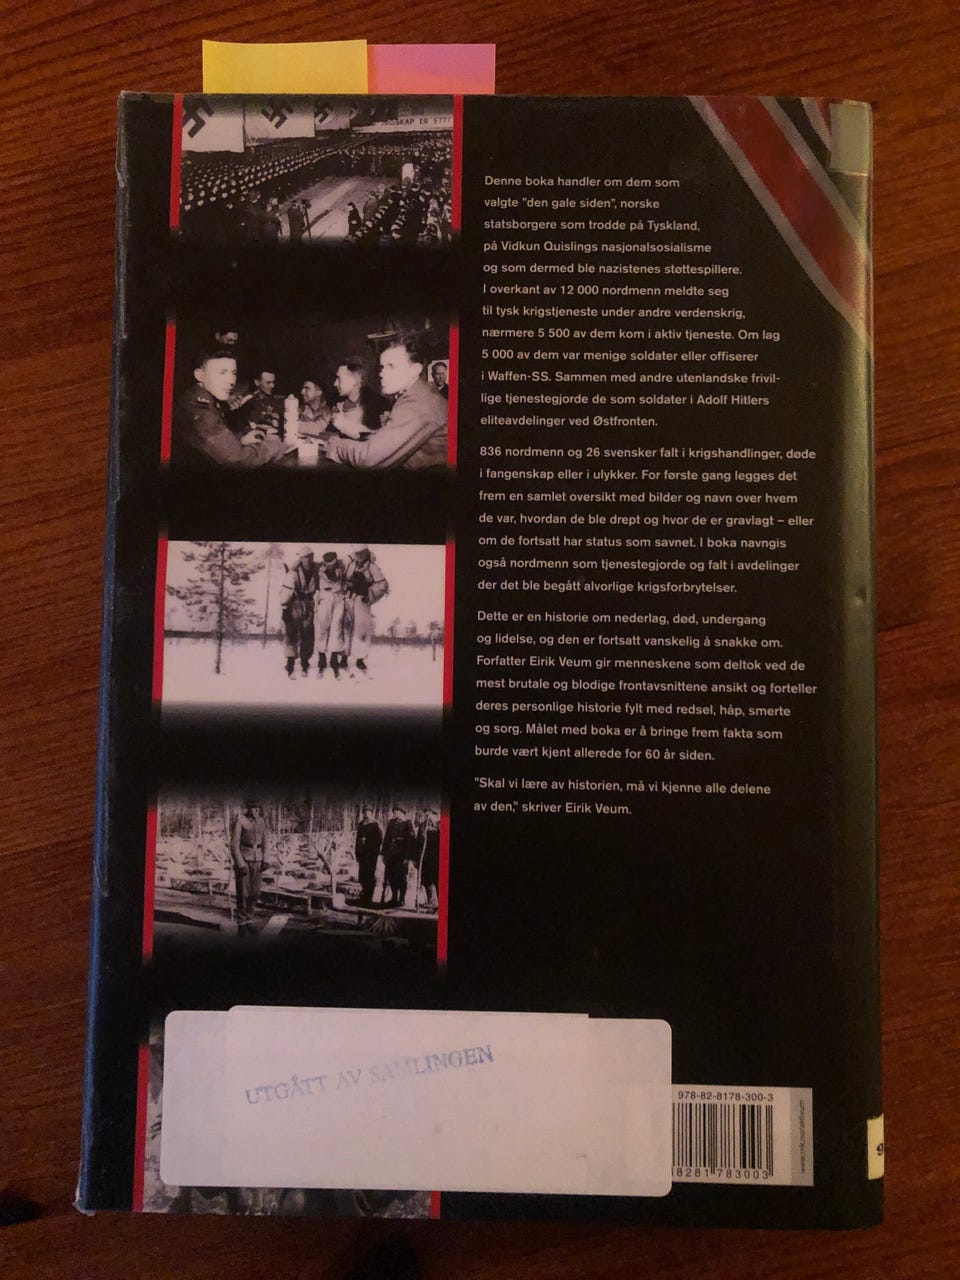 SKAP ER ETT
Denne boka handler om dem som
valgte "den gale siden", norske
statsborgere som trodde på Tyskland,
på Vidkun Quislings nasjonalsosialisme
og som dermed ble nazistenes støttespillere.
I overkant av 12 000 nordmenn meldte seg
til tysk krigstjeneste under andre verdenskrig,
nærmere 5 500 av dem kom i aktiv tjeneste. Om lag
5 000 av dem var menige soldater eller offiserer
i Waffen-SS. Sammen med andre utenlandske frivil-
lige tjenestegjorde de som soldater i Adolf Hitlers
eliteavdelinger ved Østfronten.
836 nordmenn og 26 svensker falt i krigshandlinger, døde
i fangenskap eller i ulykker. For første gang legges det
frem en samlet oversikt med bilder og navn over hvem
de var, hvordan de ble drept og hvor de er gravlagt – eller
om de fortsatt har status som savnet. I boka navngis
også nordmenn som tjenestegjorde og falt i avdelinger
der det ble begått alvorlige krigsforbrytelser.
Dette er en historie om nederlag, død, undergang
og lidelse, og den er fortsatt vanskelig å snakke om.
Forfatter Eirik Veum gir menneskene som deltok ved de
mest brutale og blodige frontavsnittene ansikt og forteller
deres personlige historie fylt med redsel, håp, smerte
og sorg. Målet med boka er å bringe frem fakta som
burde vært kjent allerede for 60 år siden.
"Skal vi lære av historien, må vi kjenne alle delene
av den," skriver Eirik Veum.
UTGÅTT AV SAMLINGEN
978-82-8178-300-3
8281 783003
9